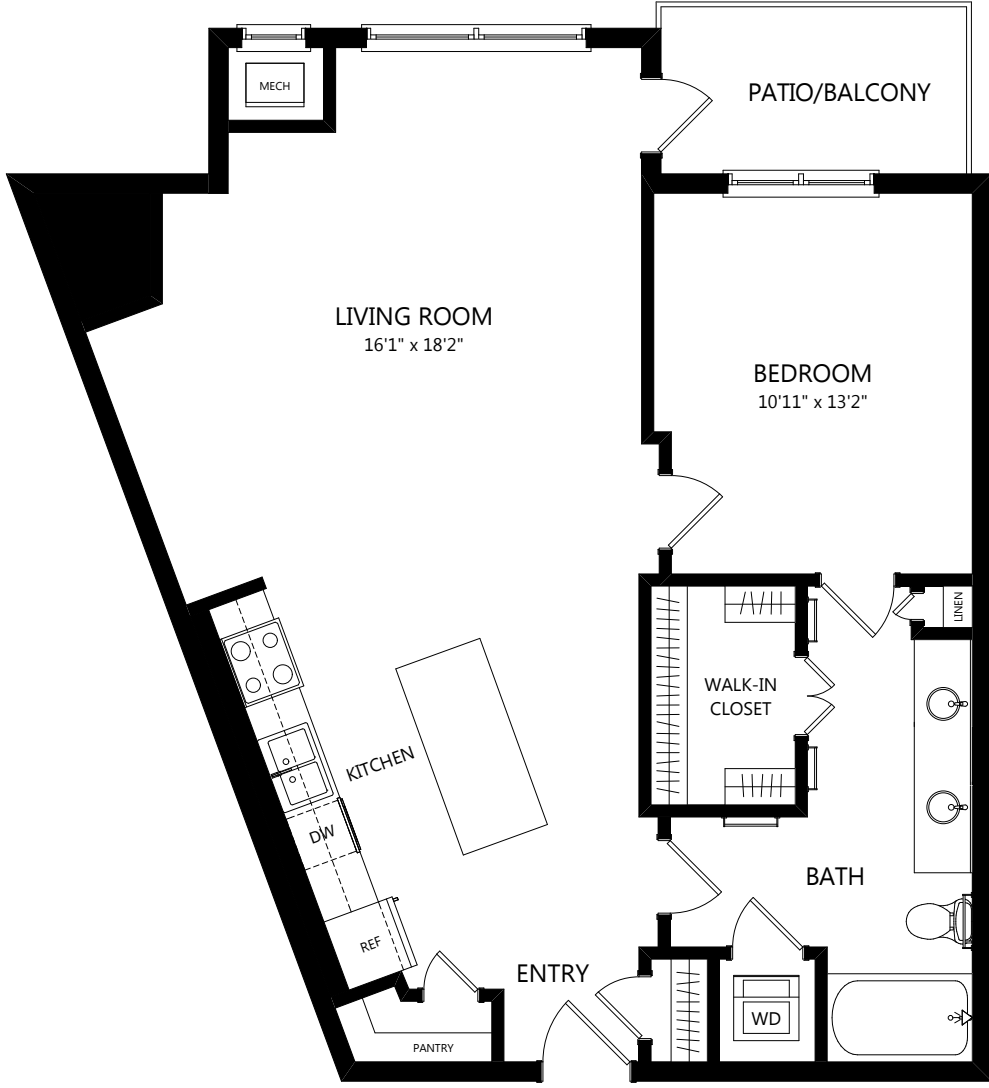 MECH
PATIO/BALCONY
LIVING ROOM
16'1" x 18'2"
BEDROOM
10'11" x 13'2"
LINEN
WALK-IN
CLOSET
KITCHEN
DW
BATH
REF
ENTRY
WD
PANTRY